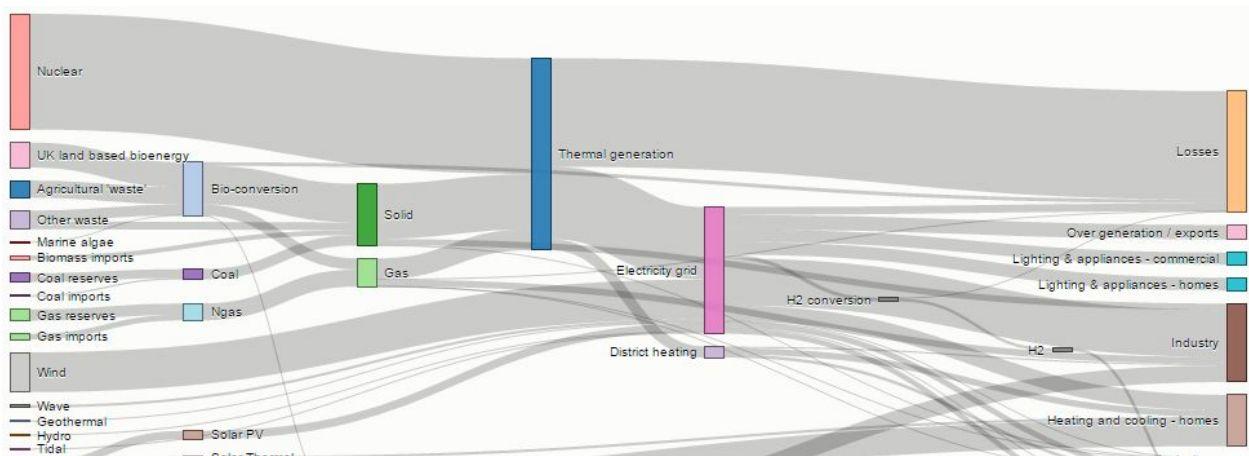 Nuclear
UK land based bioenergy
Agricultural 'waste'
Other waste
Marine algae
Biomass imports
Coal reserves
Coal imports
Gas reserves
Gas imports
Wind
Wave
Geothermal
Hydro
Tidal
Bio-conversion
Coal
Ngas
Solar PV
Solar Thermal
Solid
Gas
Thermal generation
Electricity grid
District heating
H2 conversion
H2
Losses
Over generation / exports
Lighting & appliances - commercial
Lighting & appliances - homes
Industry
Heating and cooling - homes